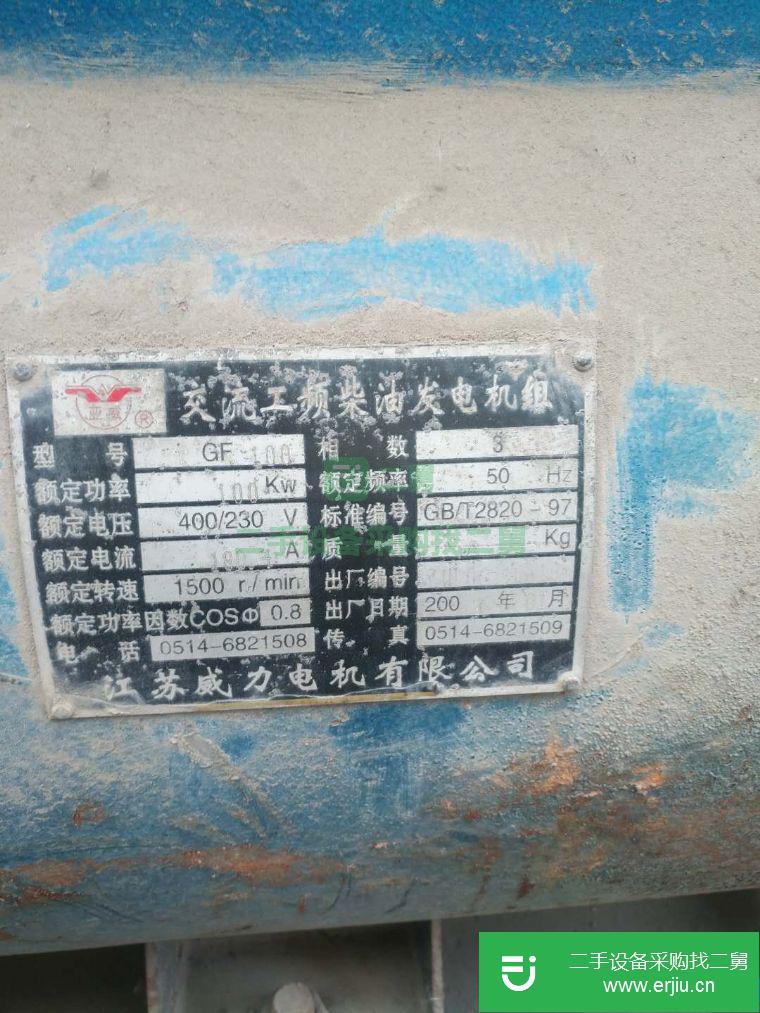 交流工频柴油发电机组
®
型号 GF 100 相数 3
额定功率 100 Kw 额定频率 50 Hz
额定电压 400/230 V 标准编号 GB/T2820-97
额定电流 A 质量 Kg
额定转速 1500 r/min 出厂编号
额定功率因数COSΦ 0.8 出厂日期 200 年 月
电话 0514-6821508 传真 0514-6821509
江苏威力电机有限公司
二手设备采购找二舅
二手设备采购找二舅
www.erjiu.cn